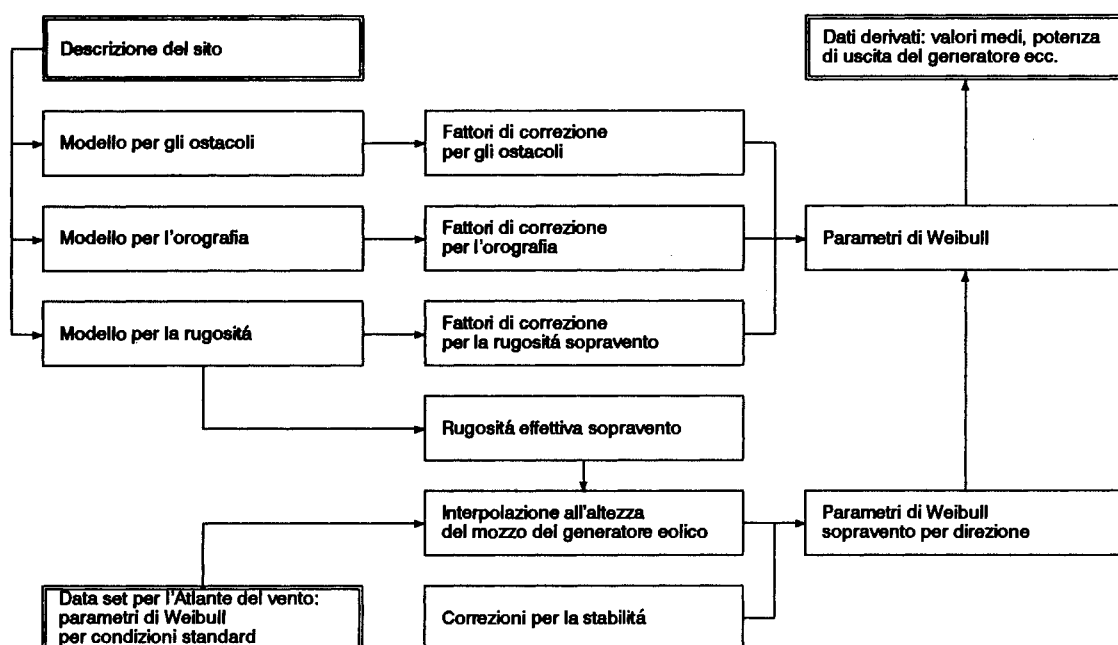 Descrizione del sito
Dati derivati: valori medi, potenza
di uscita del generatore ecc.
Modello per gli ostacoli
Fattori di correzione
per gli ostacoli
Modello per l'orografia
Fattori di correzione
per l'orografia
Parametri di Weibull
Modello per la rugositá
Fattori di correzione
per la rugositá sopravento
Rugositá effettiva sopravento
Interpolazione all'altezza
del mozzo del generatore eolico
Parametri di Weibull
sopravento per direzione
Data set per l'Atlante del vento:
parametri di Weibull
per condizioni standard
Correzioni per la stabilitá